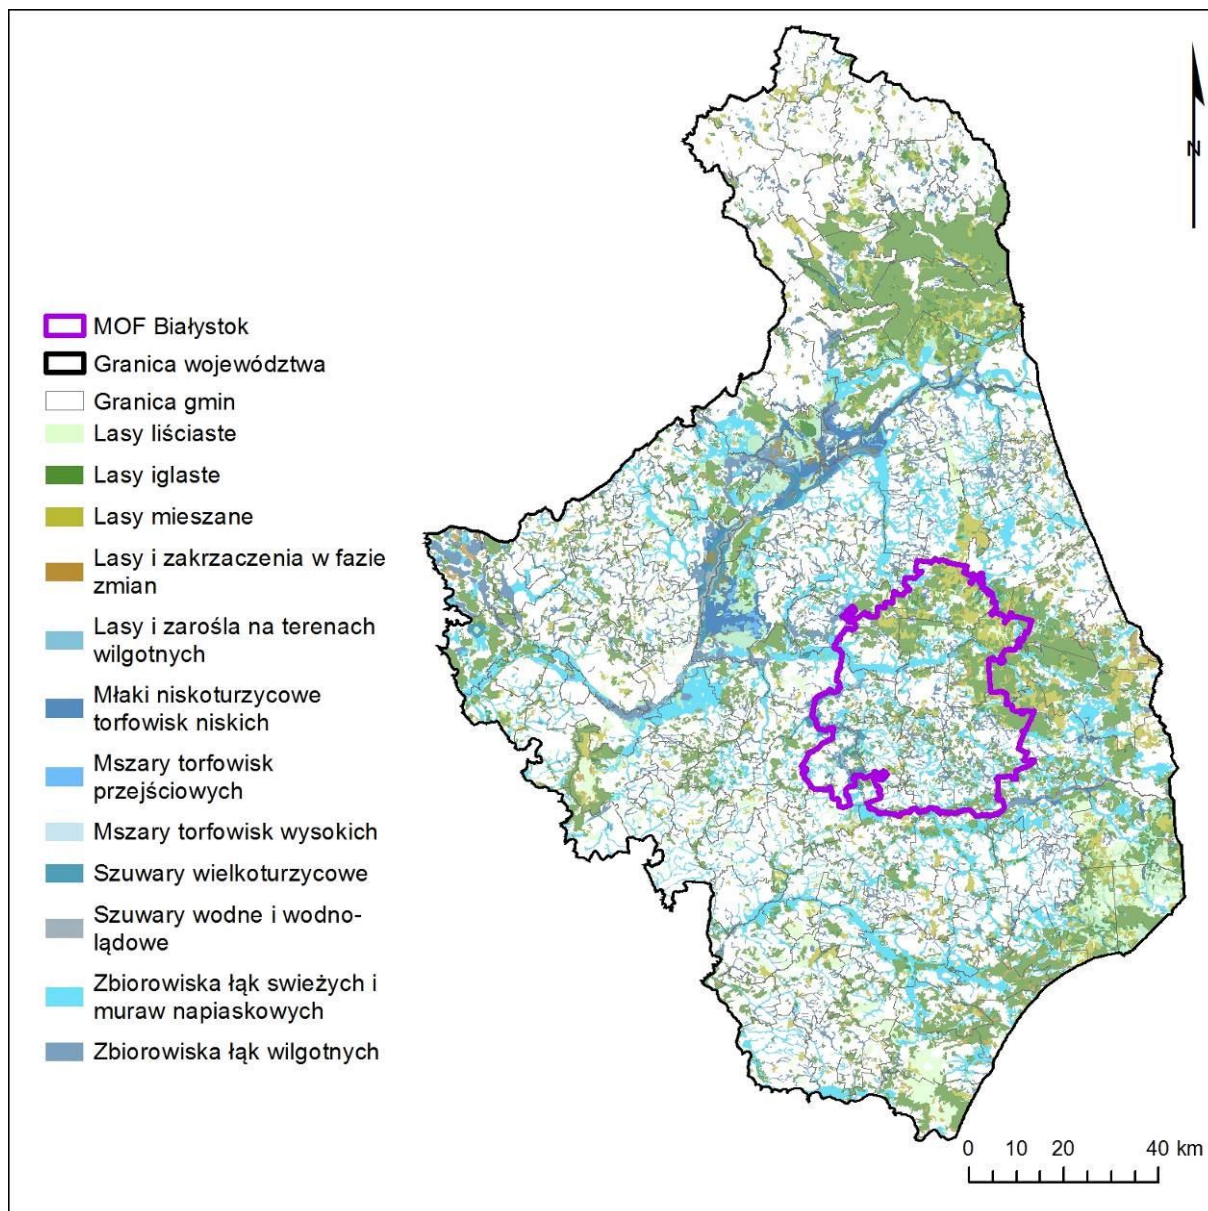 N
MOF Białystok
Granica województwa
Granica gmin
Lasy liściaste
Lasy iglaste
Lasy mieszane
Lasy i zakrzaczenia w fazie
zmian
Lasy i zarośla na terenach
wilgotnych
Młaki niskoturzycowe
torfowisk niskich
Mszary torfowisk
przejściowych
Mszary torfowisk wysokich
Szuwary wielkoturzycowe
Szuwary wodne i wodno-
lądowe
Zbiorowiska łąk swieżych i
muraw napiaskowych
Zbiorowiska łąk wilgotnych
0 10 20 40 km